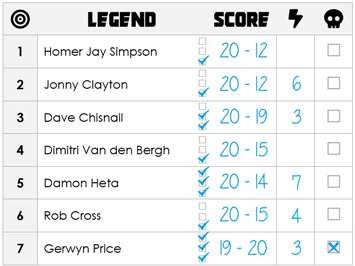 LEGEND SCORE
1 Homer Jay Simpson 20 - 12
2 Jonny Clayton 20 - 12 6
3 Dave Chisnall 20 - 19 3
4 Dimitri Van den Bergh 20 - 15
5 Damon Heta 20 - 14 7
6 Rob Cross 20 - 15 4
7 Gerwyn Price 19 - 20 3